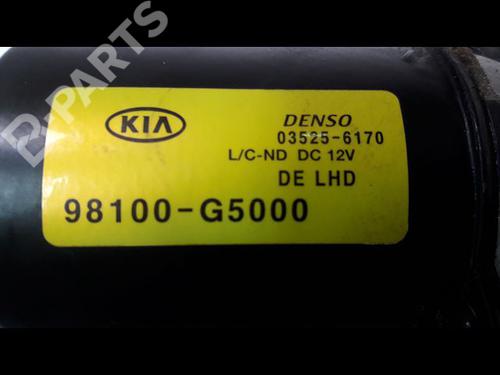 B-PARTS
KIA
DENSO
03525-6170
L/C-ND DC 12V
DE LHD
98100-G5000